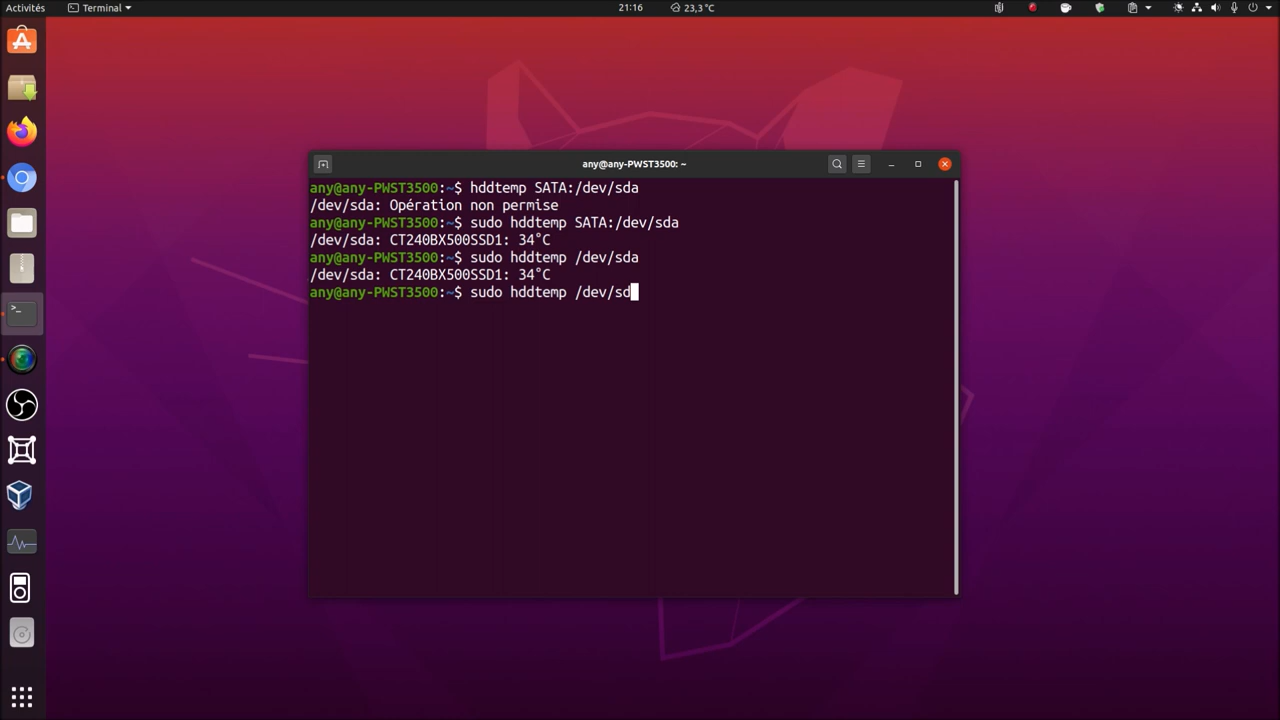 Activités
Terminal
21:16
23,3 °C
any@any-PWST3500: ~
any@any-PWST3500:~$ hddtemp SATA:/dev/sda
/dev/sda: Opération non permise
any@any-PWST3500:~$ sudo hddtemp SATA:/dev/sda
/dev/sda: CT240BX500SSD1: 34°C
any@any-PWST3500:~$ sudo hddtemp /dev/sda
/dev/sda: CT240BX500SSD1: 34°C
any@any-PWST3500:~$ sudo hddtemp /dev/sd